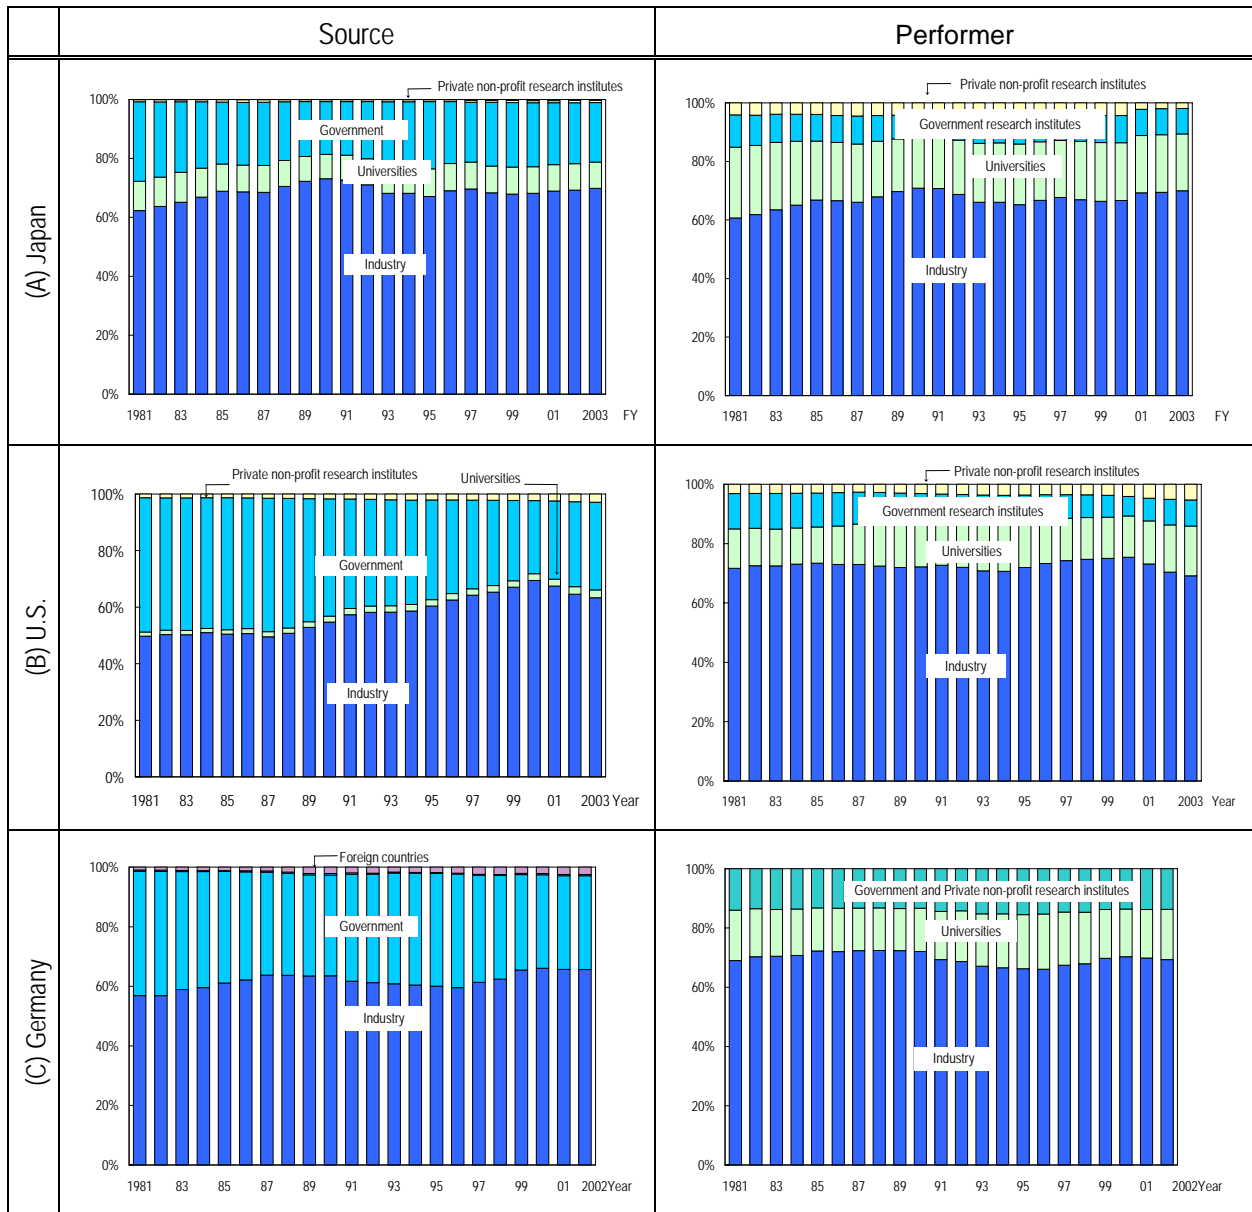 Source
Performer
(A) Japan
Private non-profit research institutes
100%
80%
60%
40%
20%
0%
Government
Universities
Industry
1981 83 85 87 89 91 93 95 97 99 01 2003 FY
Private non-profit research institutes
100%
80%
60%
40%
20%
0%
Government research institutes
Universities
Industry
1981 83 85 87 89 91 93 95 97 99 01 2003 FY
(B) U.S.
Private non-profit research institutes
Universities
100%
80%
60%
40%
20%
0%
Government
Industry
1981 83 85 87 89 91 93 95 97 99 01 2003 Year
Private non-profit research institutes
100%
80%
60%
40%
20%
0%
Government research institutes
Universities
Industry
1981 83 85 87 89 91 93 95 97 99 01 2003 Year
(C) Germany
Foreign countries
100%
80%
60%
40%
20%
0%
Government
Industry
1981 83 85 87 89 91 93 95 97 99 01 2002Year
100%
80%
60%
40%
20%
0%
Government and Private non-profit research institutes
Universities
Industry
1981 83 85 87 89 91 93 95 97 99 01 2002Year